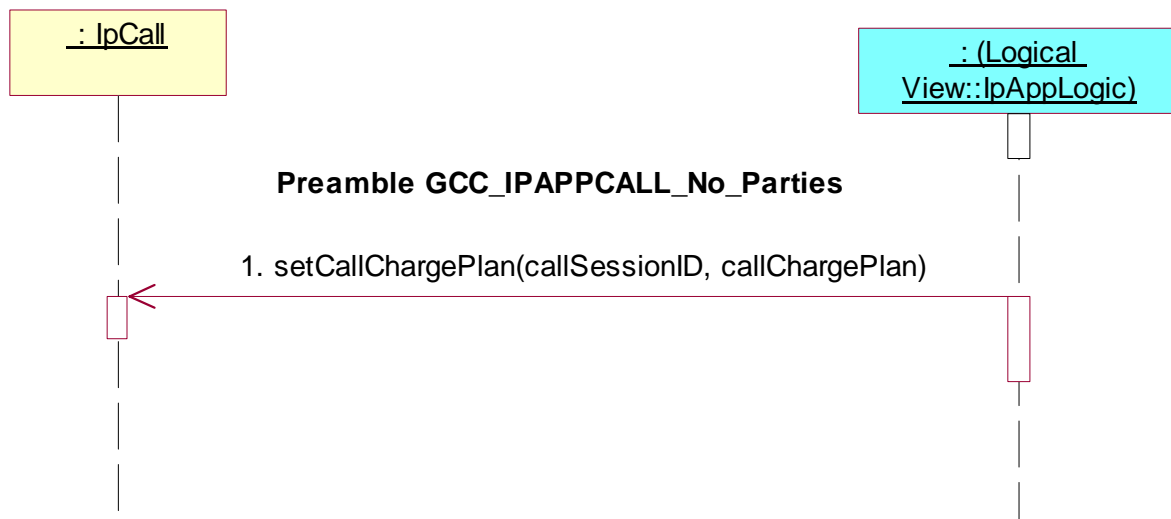 : IpCall
: (Logical
View::IpAppLogic)
Preamble GCC_IPAPPCALL_No_Parties
1. setCallChargePlan(callSessionID, callChargePlan)